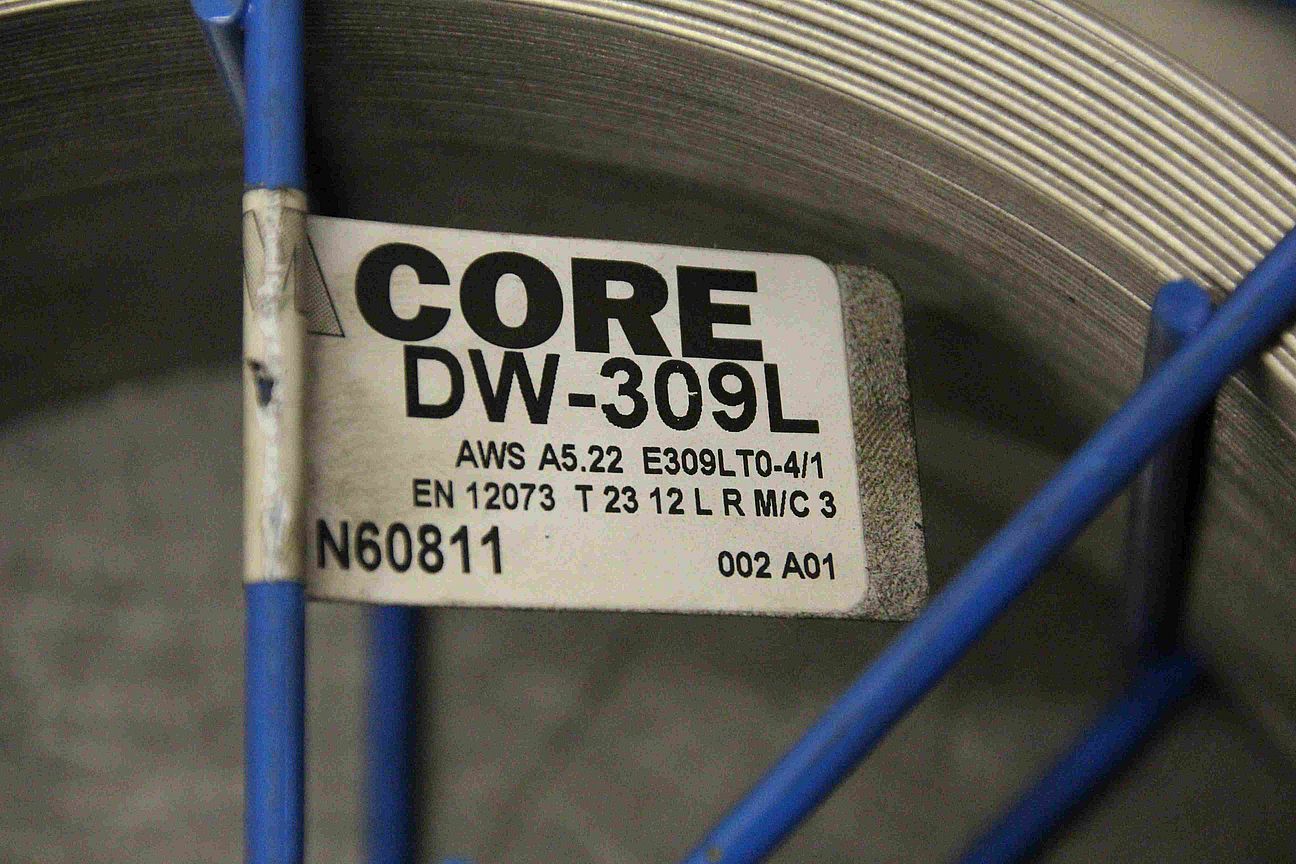 CORE
DW-309L
AWS A5.22 E309LT0-4/1
EN 12073 T 23 12 L R M/C 3
N60811 002 A01